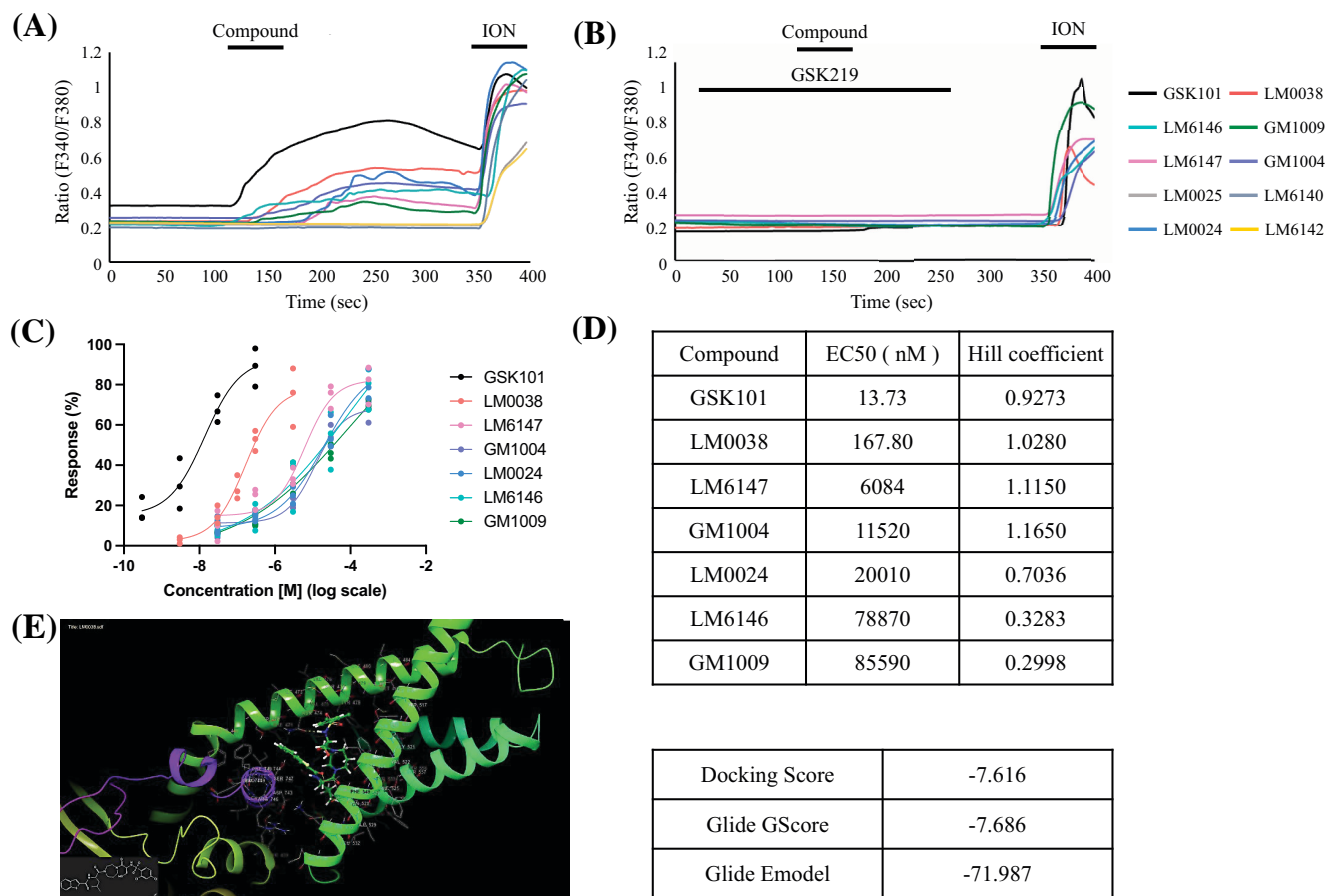 (A)
Compound
ION
1.2
1
0.8
0.6
0.4
0.2
0
Ratio (F340/F380)
0 50 100 150 200 250 300 350 400
Time (sec)
(B)
Compound
ION
GSK219
1.2
1
0.8
0.6
0.4
0.2
0
Ratio (F340/F380)
0 50 100 150 200 250 300 350 400
Time (sec)
GSK101 LM0038
LM6146 GM1009
LM6147 GM1004
LM0025 LM6140
LM0024 LM6142
(C)
100
80
60
40
20
0
Response (%)
-10 -8 -6 -4 -2
Concentration [M] (log scale)
GSK101
LM0038
LM6147
GM1004
LM0024
LM6146
GM1009
(D)
Compound EC50 ( nM ) Hill coefficient
GSK101 13.73 0.9273
LM0038 167.80 1.0280
LM6147 6084 1.1150
GM1004 11520 1.1650
LM0024 20010 0.7036
LM6146 78870 0.3283
GM1009 85590 0.2998
(E)
Title: LM0038.sdf
Docking Score -7.616
Glide GScore -7.686
Glide Emodel -71.987